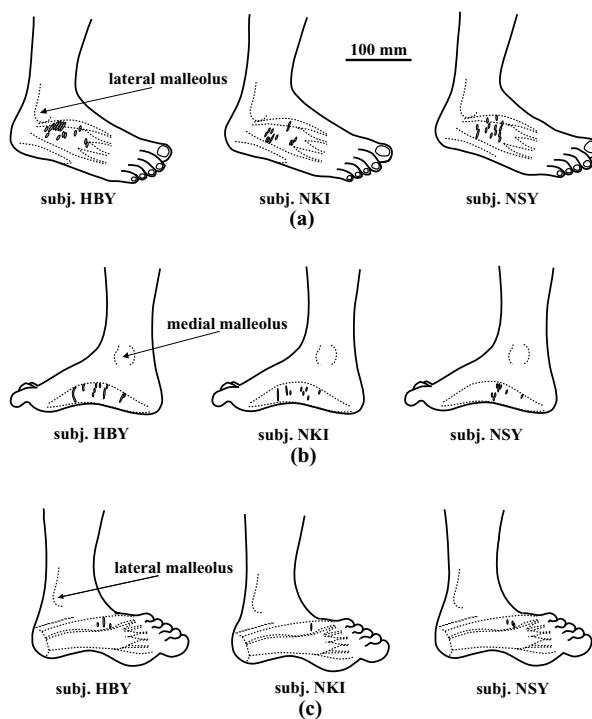 100 mm
lateral malleolus
subj. HBY subj. NKI subj. NSY
(a)
medial malleolus
subj. HBY subj. NKI subj. NSY
(b)
lateral malleolus
subj. HBY subj. NKI subj. NSY
(c)